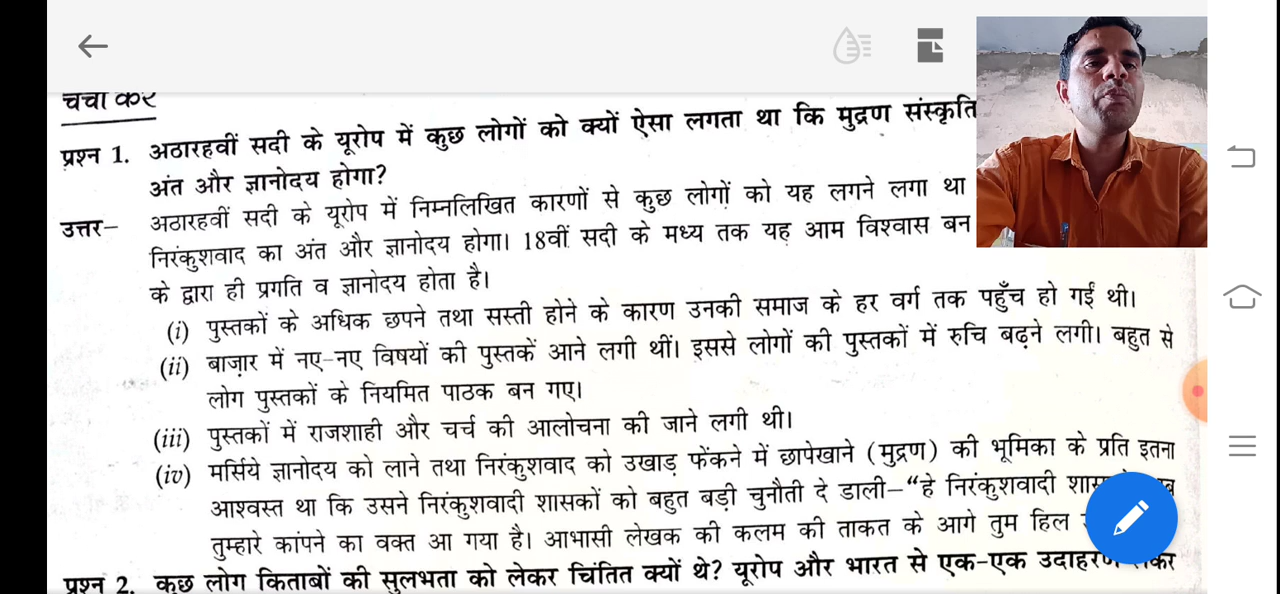 चर्चा करें
प्रश्न 1. अठारहवीं सदी के यूरोप में कुछ लोगों को क्यों ऐसा लगता था कि मुद्रण संस्कृति
अंत और ज्ञानोदय होगा?
उत्तर– अठारहवीं सदी के यूरोप में निम्नलिखित कारणों से कुछ लोगों को यह लगने लगा था
निरंकुशवाद का अंत और ज्ञानोदय होगा। 18वीं सदी के मध्य तक यह आम विश्वास बन
के द्वारा ही प्रगति व ज्ञानोदय होता है।
(i) पुस्तकों के अधिक छपने तथा सस्ती होने के कारण उनकी समाज के हर वर्ग तक पहुँच हो गई थी।
(ii) बाज़ार में नए-नए विषयों की पुस्तकें आने लगी थीं। इससे लोगों की पुस्तकों में रुचि बढ़ने लगी। बहुत से
लोग पुस्तकों के नियमित पाठक बन गए।
(iii) पुस्तकों में राजशाही और चर्च की आलोचना की जाने लगी थी।
(iv) मर्सिये ज्ञानोदय को लाने तथा निरंकुशवाद को उखाड़ फेंकने में छापेखाने (मुद्रण) की भूमिका के प्रति इतना
आश्वस्त था कि उसने निरंकुशवादी शासकों को बहुत बड़ी चुनौती दे डाली–“हे निरंकुशवादी
तुम्हारे कांपने का वक्त आ गया है। आभासी लेखक की कलम की ताकत के आगे तुम हिल
प्रश्न 2. कुछ लोग किताबों की सुलभता को लेकर चिंतित क्यों थे? यूरोप और भारत से एक-एक उदाहरण लेकर